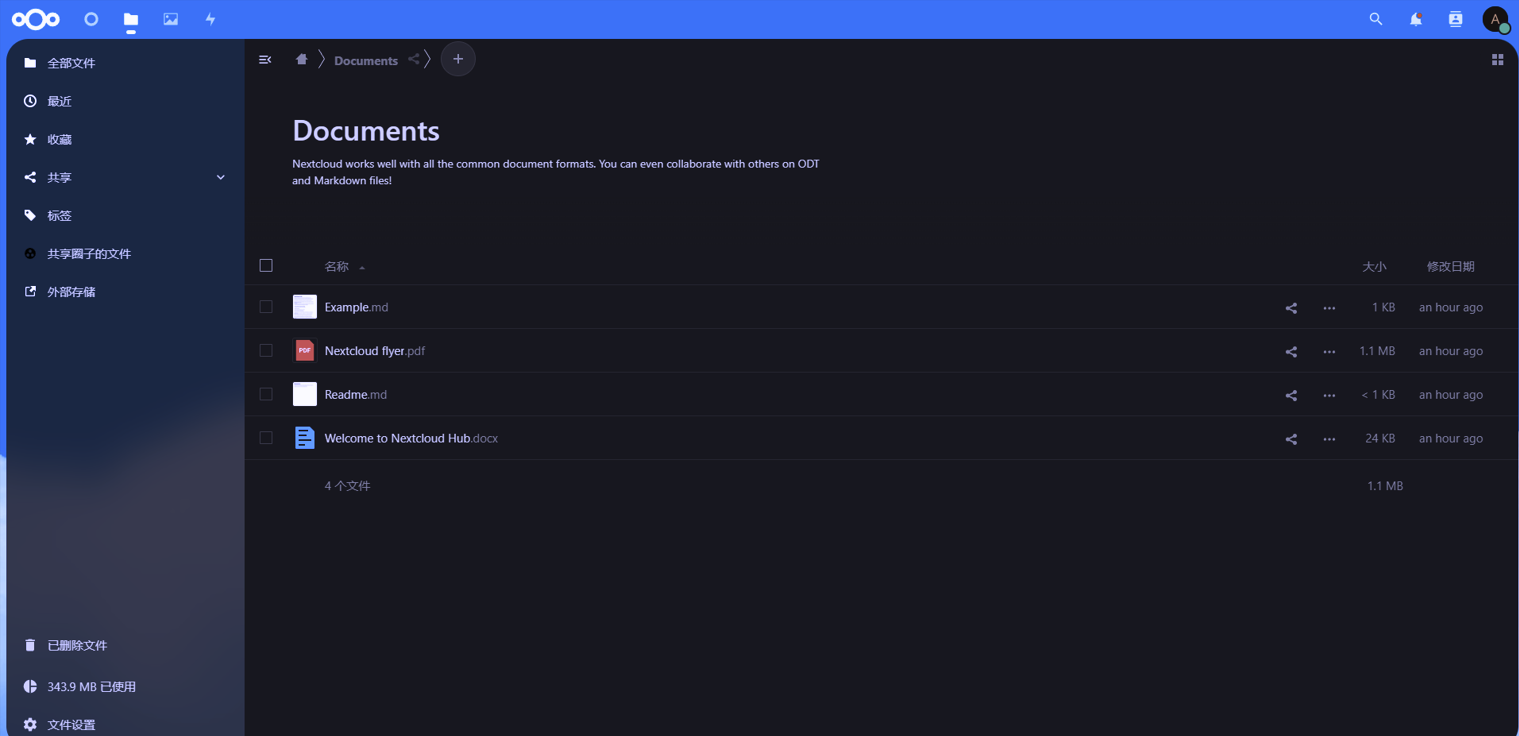 A
全部文件
最近
收藏
共享
标签
共享圈子的文件
外部存储
已删除文件
343.9 MB 已使用
文件设置
Documents
Documents
Nextcloud works well with all the common document formats. You can even collaborate with others on ODT
and Markdown files!
名称 大小 修改日期
Example.md 1 KB an hour ago
PDF Nextcloud flyer.pdf 1.1 MB an hour ago
Readme.md < 1 KB an hour ago
Welcome to Nextcloud Hub.docx 24 KB an hour ago
4 个文件 1.1 MB